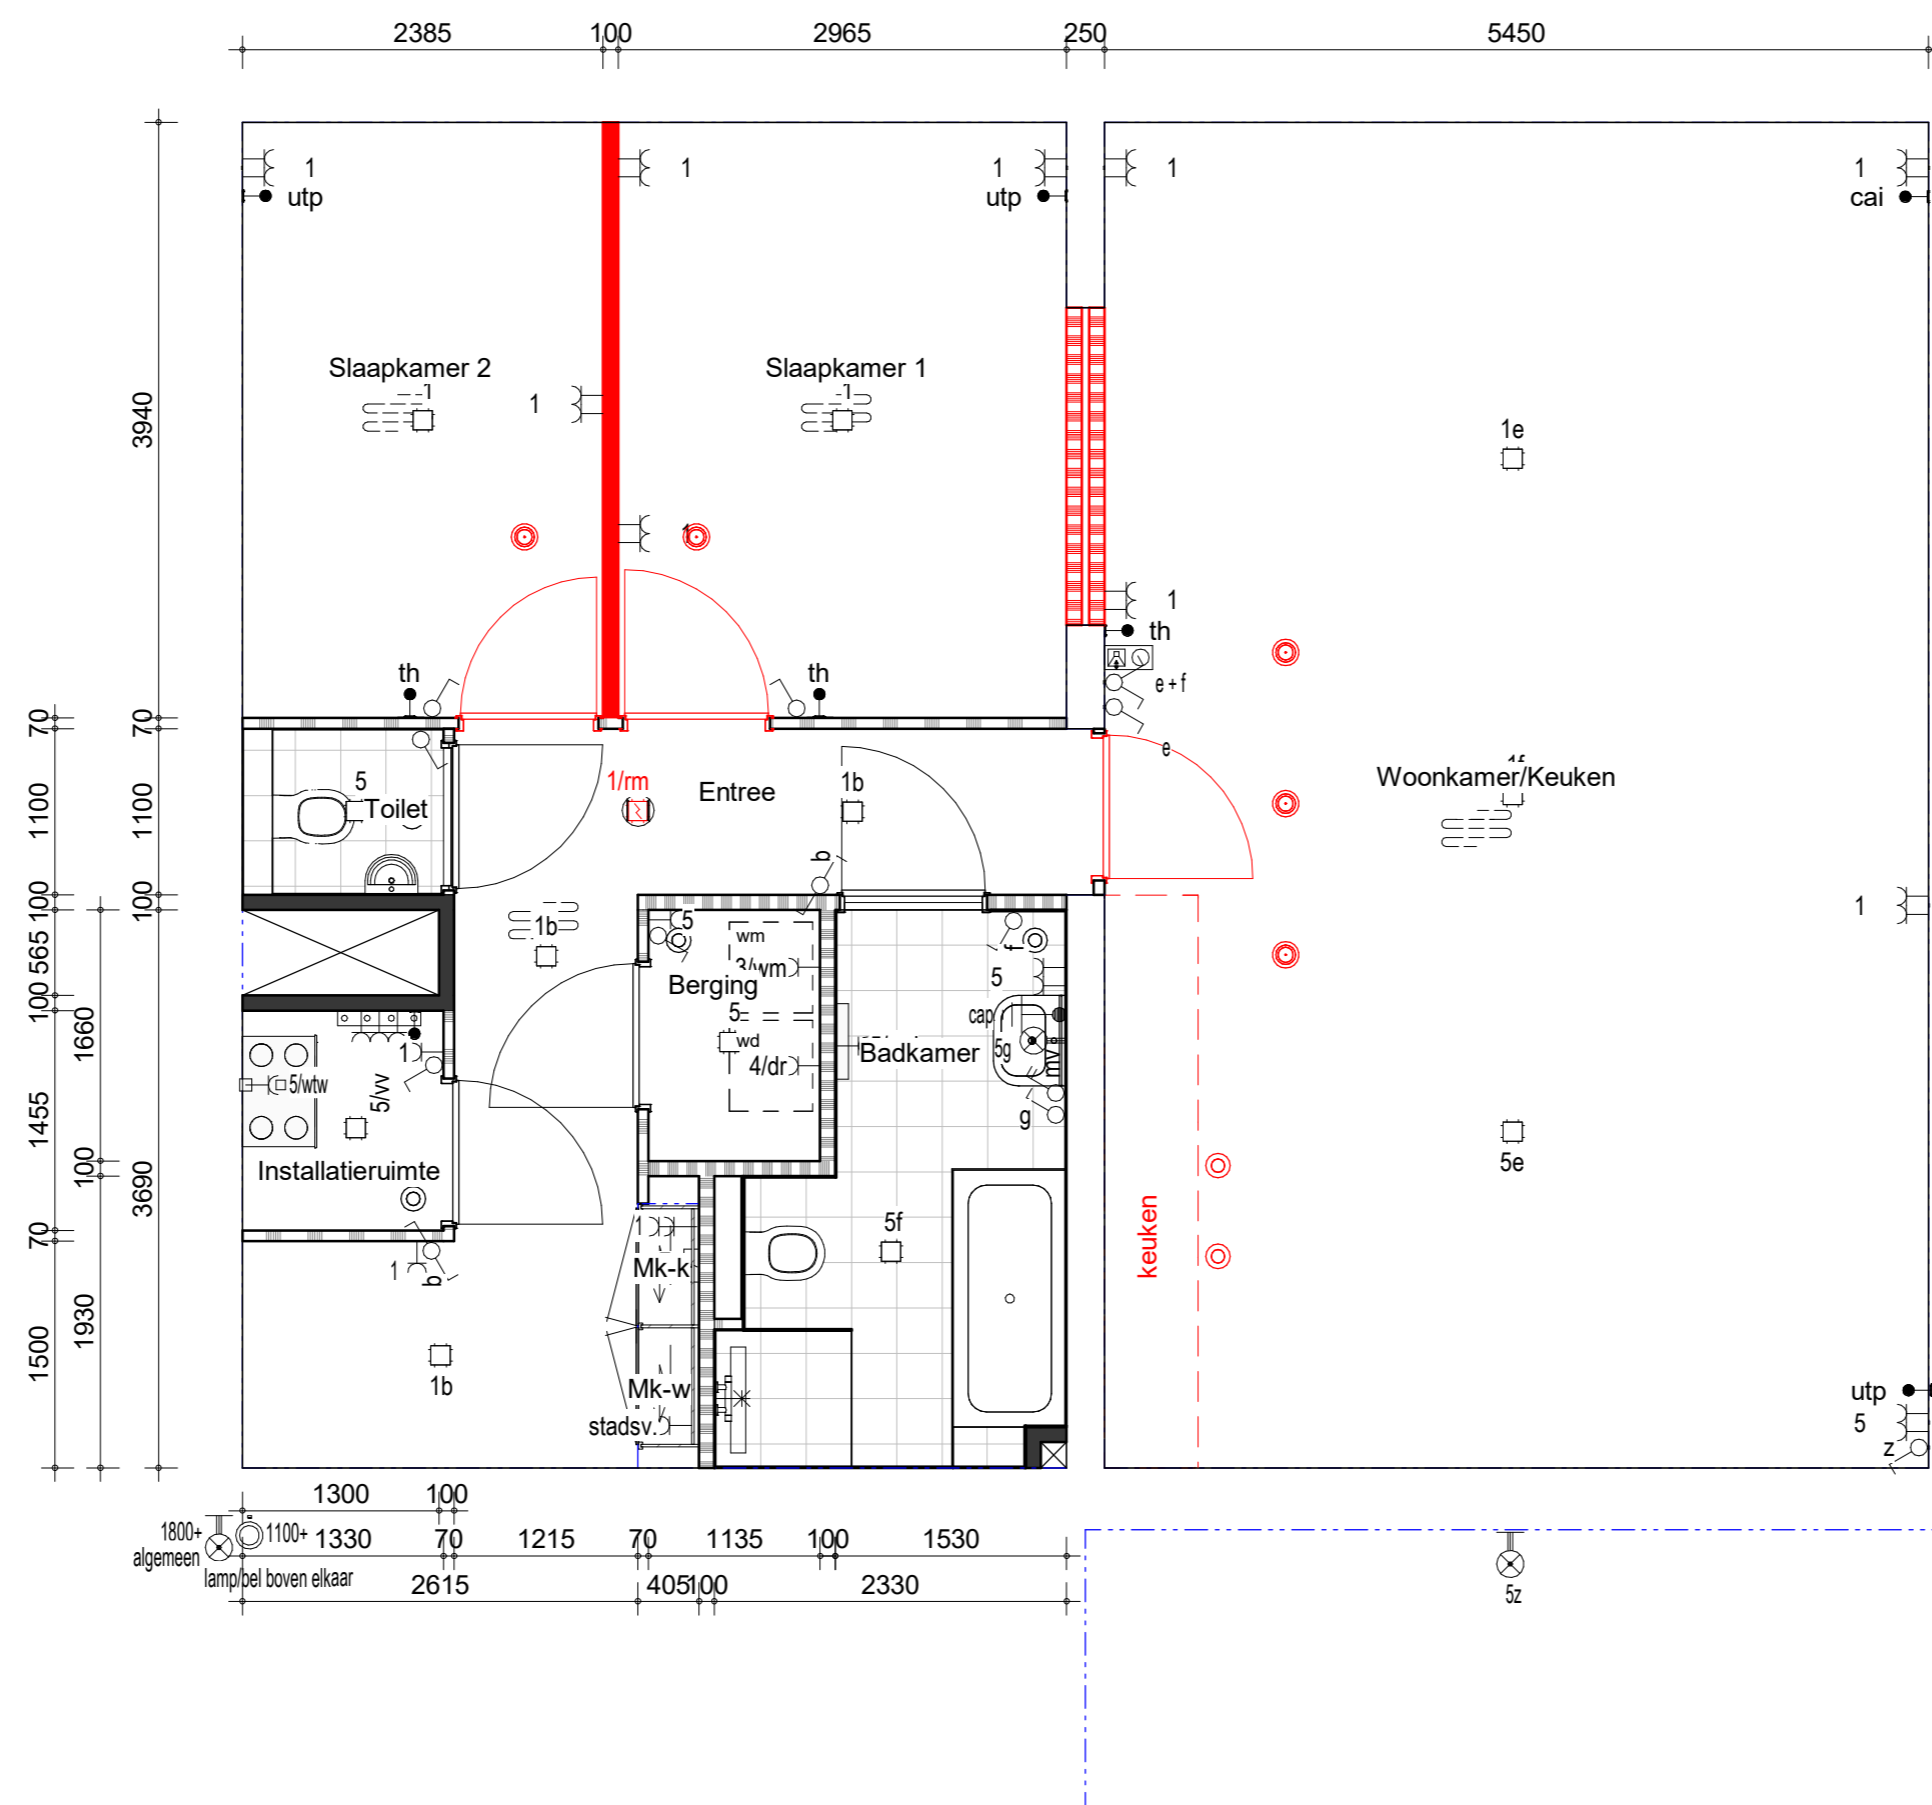 2385 100 2965 250 5450
1 1 1 1 1
utp utp cai
3940
Slaapkamer 2 Slaapkamer 1
1 1
1
1e
1
1
th
th th
e + f
e
70 70
1100 1100
5
Toilet
1/rm
Entree
1b
b
Woonkamer/Keuken
100 100
565
100
1b
5
wm
3/wm
Berging
5
wd
4/dr
f
5
cap
5g
mv
Badkamer
g
1
1660
1
5/wtw
5/vv
1455
100
3690
Installatieruimte
70
1
b
1
Mk-k
5f
keuken
5e
1930
1500
1b
Mk-w
stadsv.
utp
5
z
1300 100
1800+
algemeen
1100+
lamp/bel boven elkaar
1330 70 1215 70 1135 100 1530
2615 405 100 2330
5z